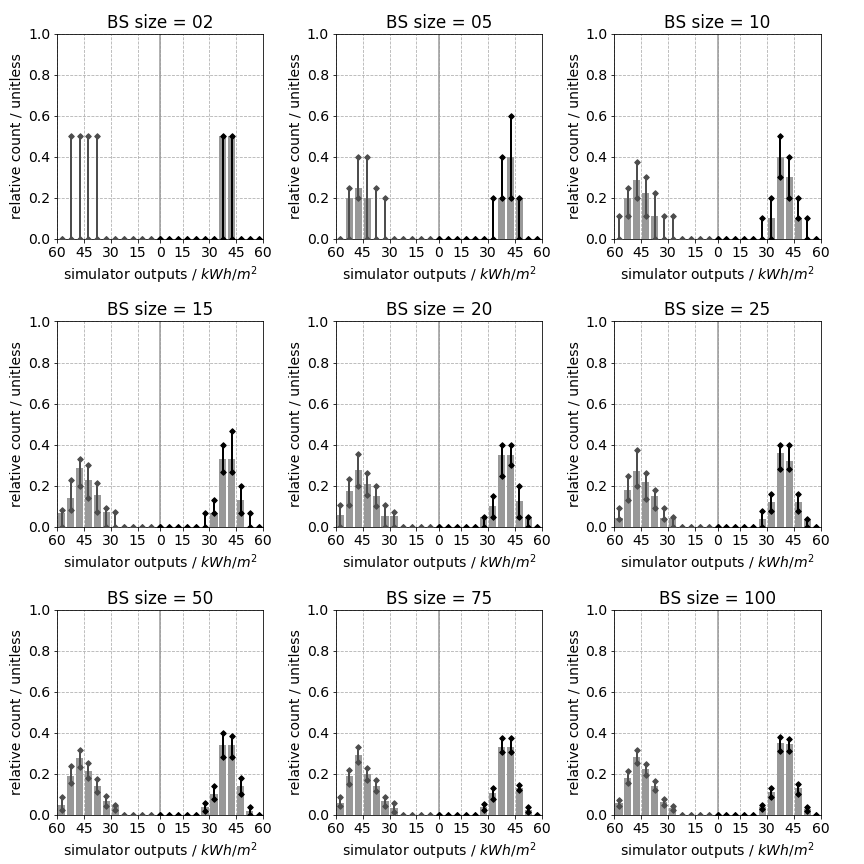 BS size = 02
1.0
0.8
0.6
0.4
0.2
0.0
relative count / unitless
60 45 30 15 0 15 30 45 60
simulator outputs / kWh/m²
BS size = 05
1.0
0.8
0.6
0.4
0.2
0.0
relative count / unitless
60 45 30 15 0 15 30 45 60
simulator outputs / kWh/m²
BS size = 10
1.0
0.8
0.6
0.4
0.2
0.0
relative count / unitless
60 45 30 15 0 15 30 45 60
simulator outputs / kWh/m²
BS size = 15
1.0
0.8
0.6
0.4
0.2
0.0
relative count / unitless
60 45 30 15 0 15 30 45 60
simulator outputs / kWh/m²
BS size = 20
1.0
0.8
0.6
0.4
0.2
0.0
relative count / unitless
60 45 30 15 0 15 30 45 60
simulator outputs / kWh/m²
BS size = 25
1.0
0.8
0.6
0.4
0.2
0.0
relative count / unitless
60 45 30 15 0 15 30 45 60
simulator outputs / kWh/m²
BS size = 50
1.0
0.8
0.6
0.4
0.2
0.0
relative count / unitless
60 45 30 15 0 15 30 45 60
simulator outputs / kWh/m²
BS size = 75
1.0
0.8
0.6
0.4
0.2
0.0
relative count / unitless
60 45 30 15 0 15 30 45 60
simulator outputs / kWh/m²
BS size = 100
1.0
0.8
0.6
0.4
0.2
0.0
relative count / unitless
60 45 30 15 0 15 30 45 60
simulator outputs / kWh/m²